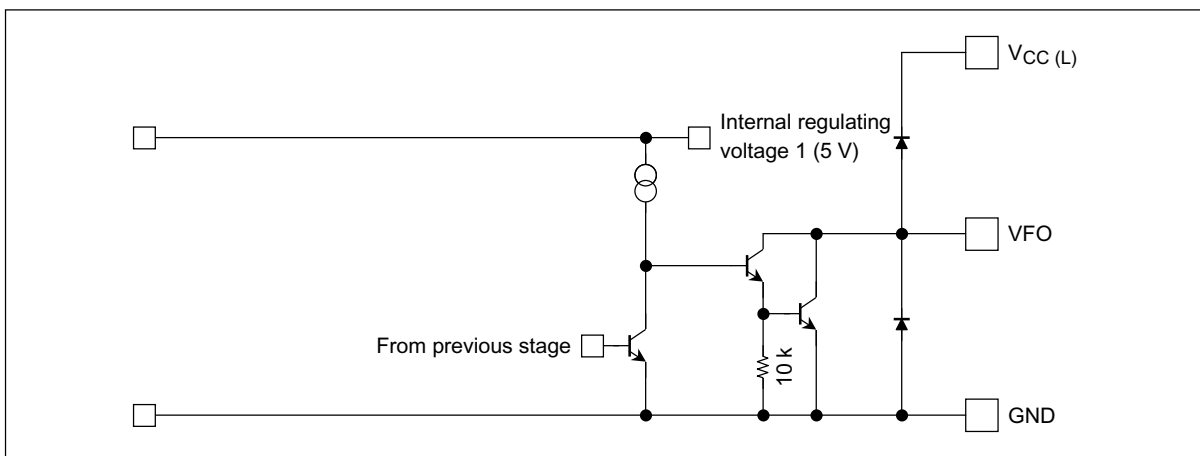 VCC (L)
Internal regulating
voltage 1 (5 V)
VFO
From previous stage
10 k
GND